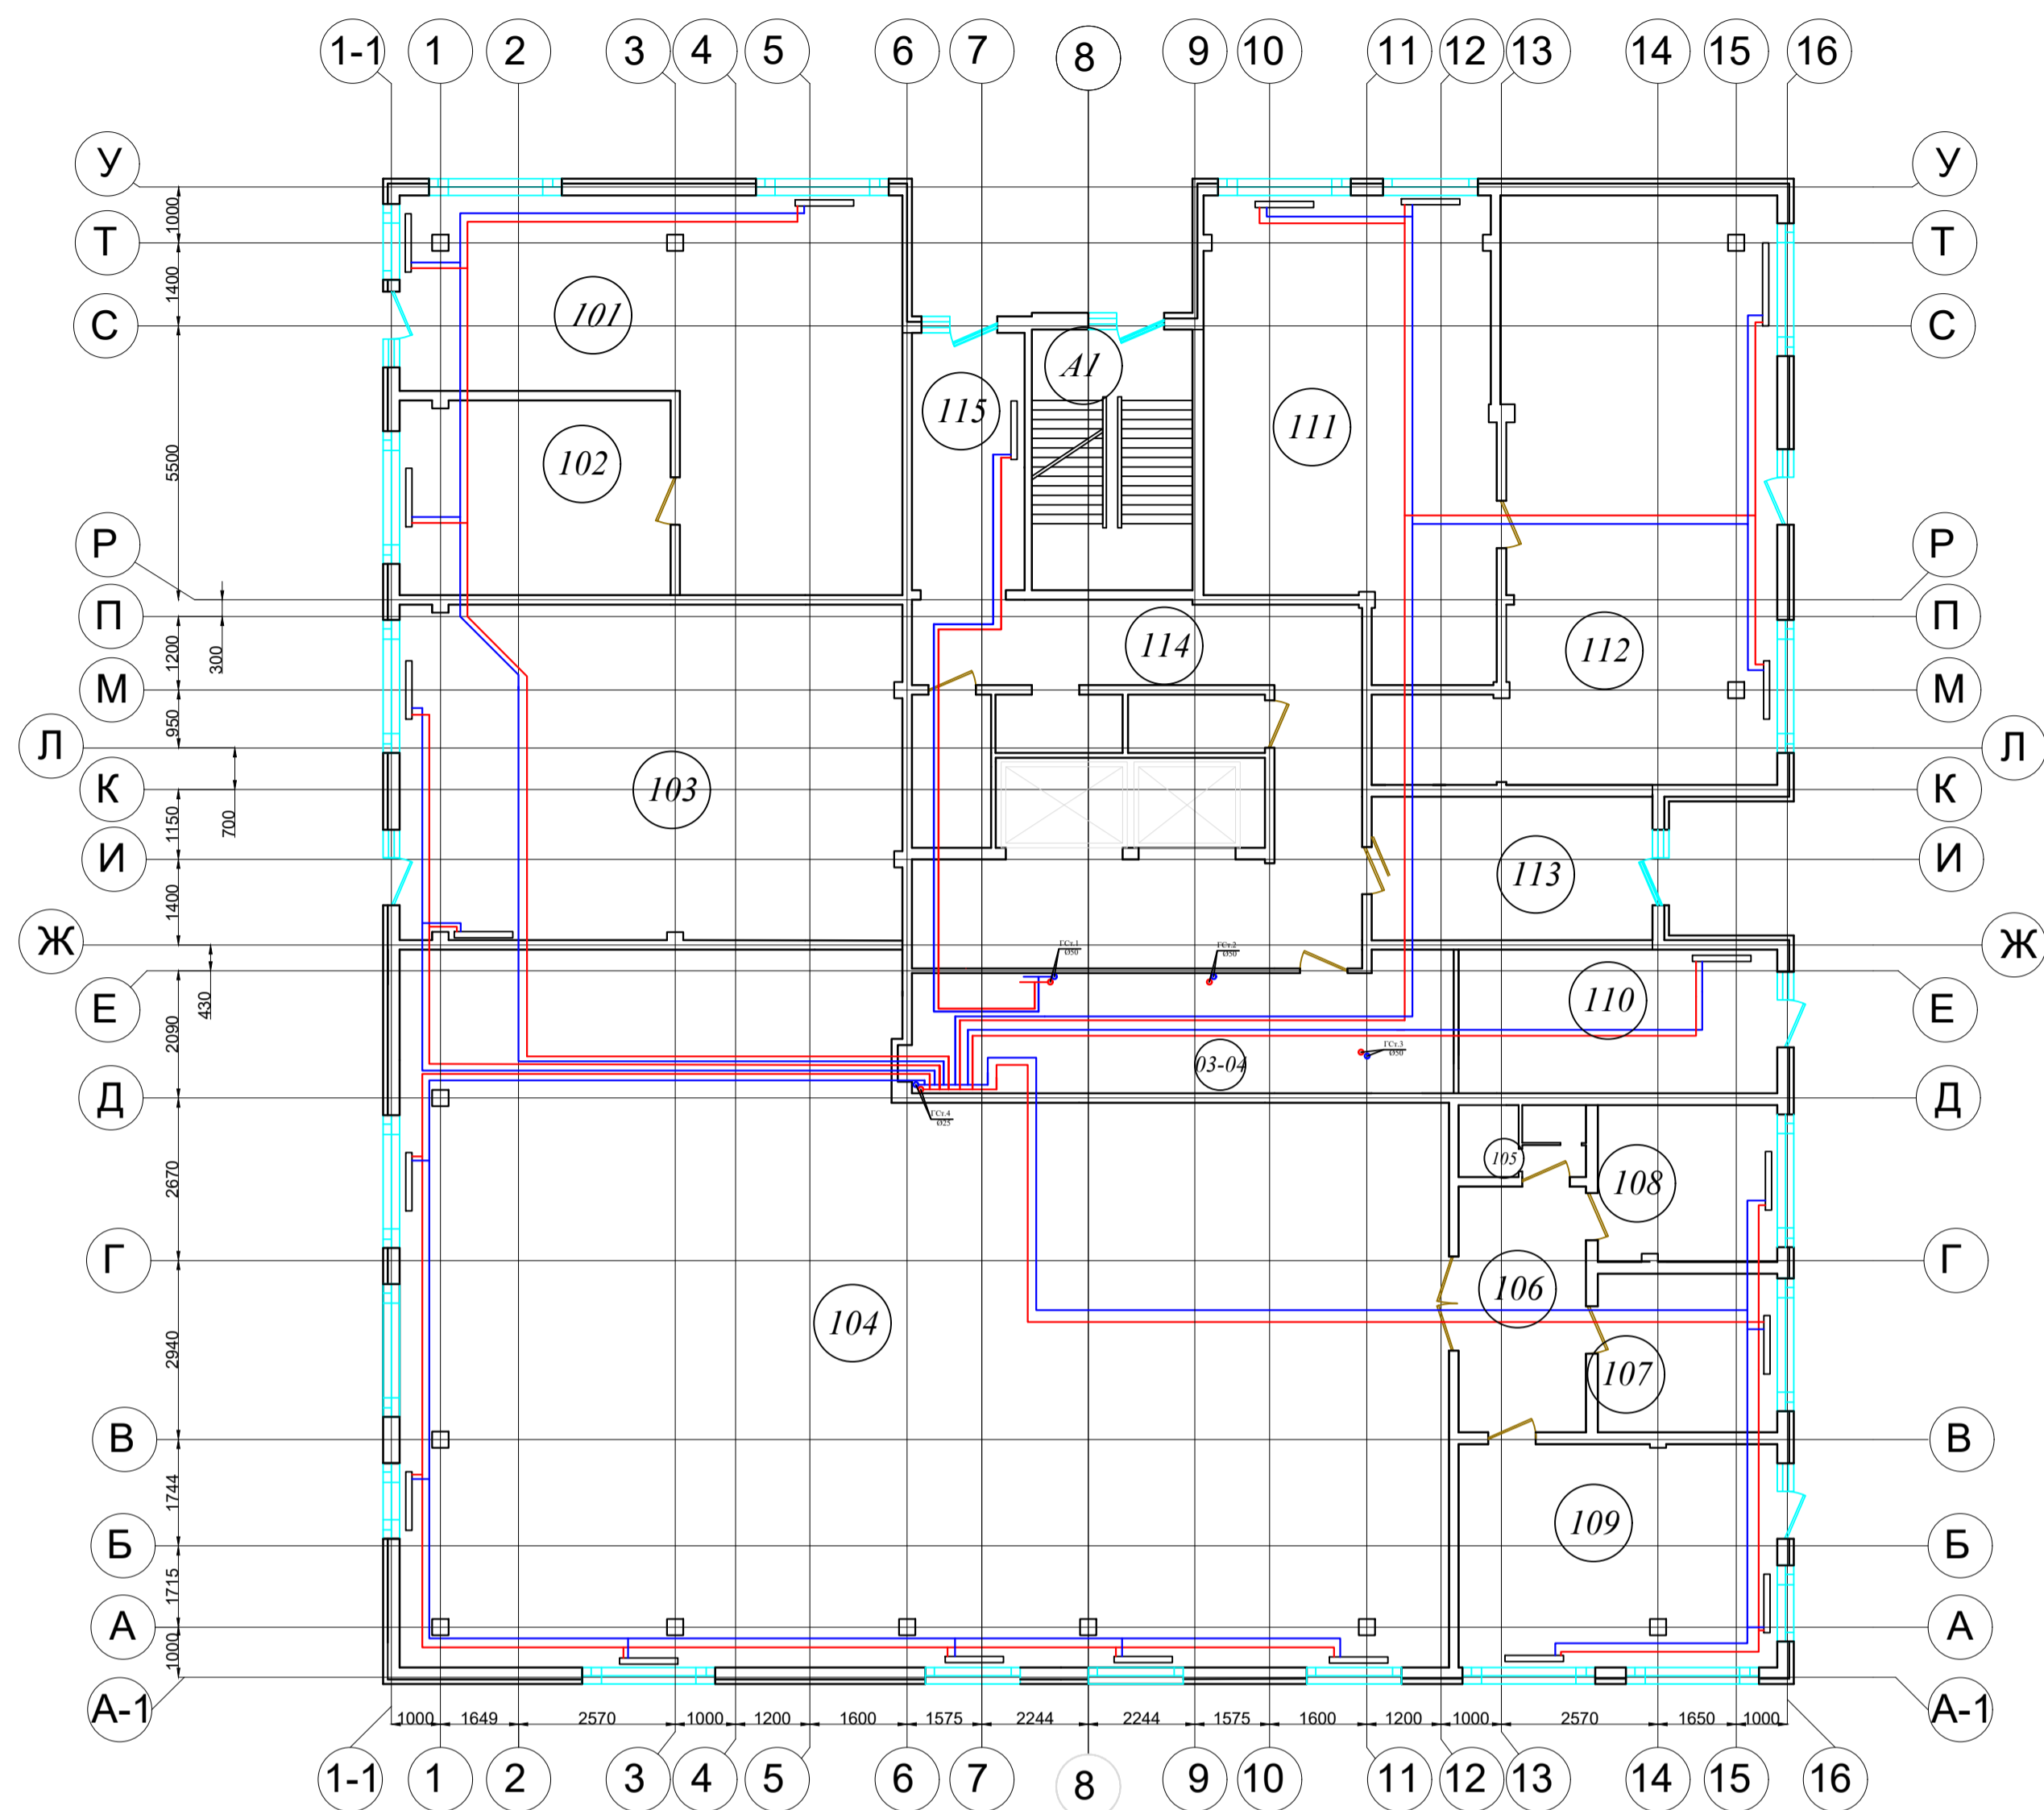 1-1 1 2 3 4 5 6 7 8 9 10 11 12 13 14 15 16
У У
1000
Т Т
1400
С С
101
А1
115
111
5500
102
Р Р
П П
1200
300
114
112
М М
950
Л Л
К К
103
1150
700
И И
113
1400
Ж Ж
ГСт.1
Ø50
ГСт.2
Ø50
430
Е Е
110
2090
ГСт.3
Ø50
03-04
Д Д
ГСт.4
Ø25
105
108
2670
Г Г
106
104
2940
107
В В
109
1744
Б Б
1715
А А
1000
А-1 А-1
1000 1649 2570 1000 1200 1600 1575 2244 2244 1575 1600 1200 1000 2570 1650 1000
1-1 1 2 3 4 5 6 7 8 9 10 11 12 13 14 15 16